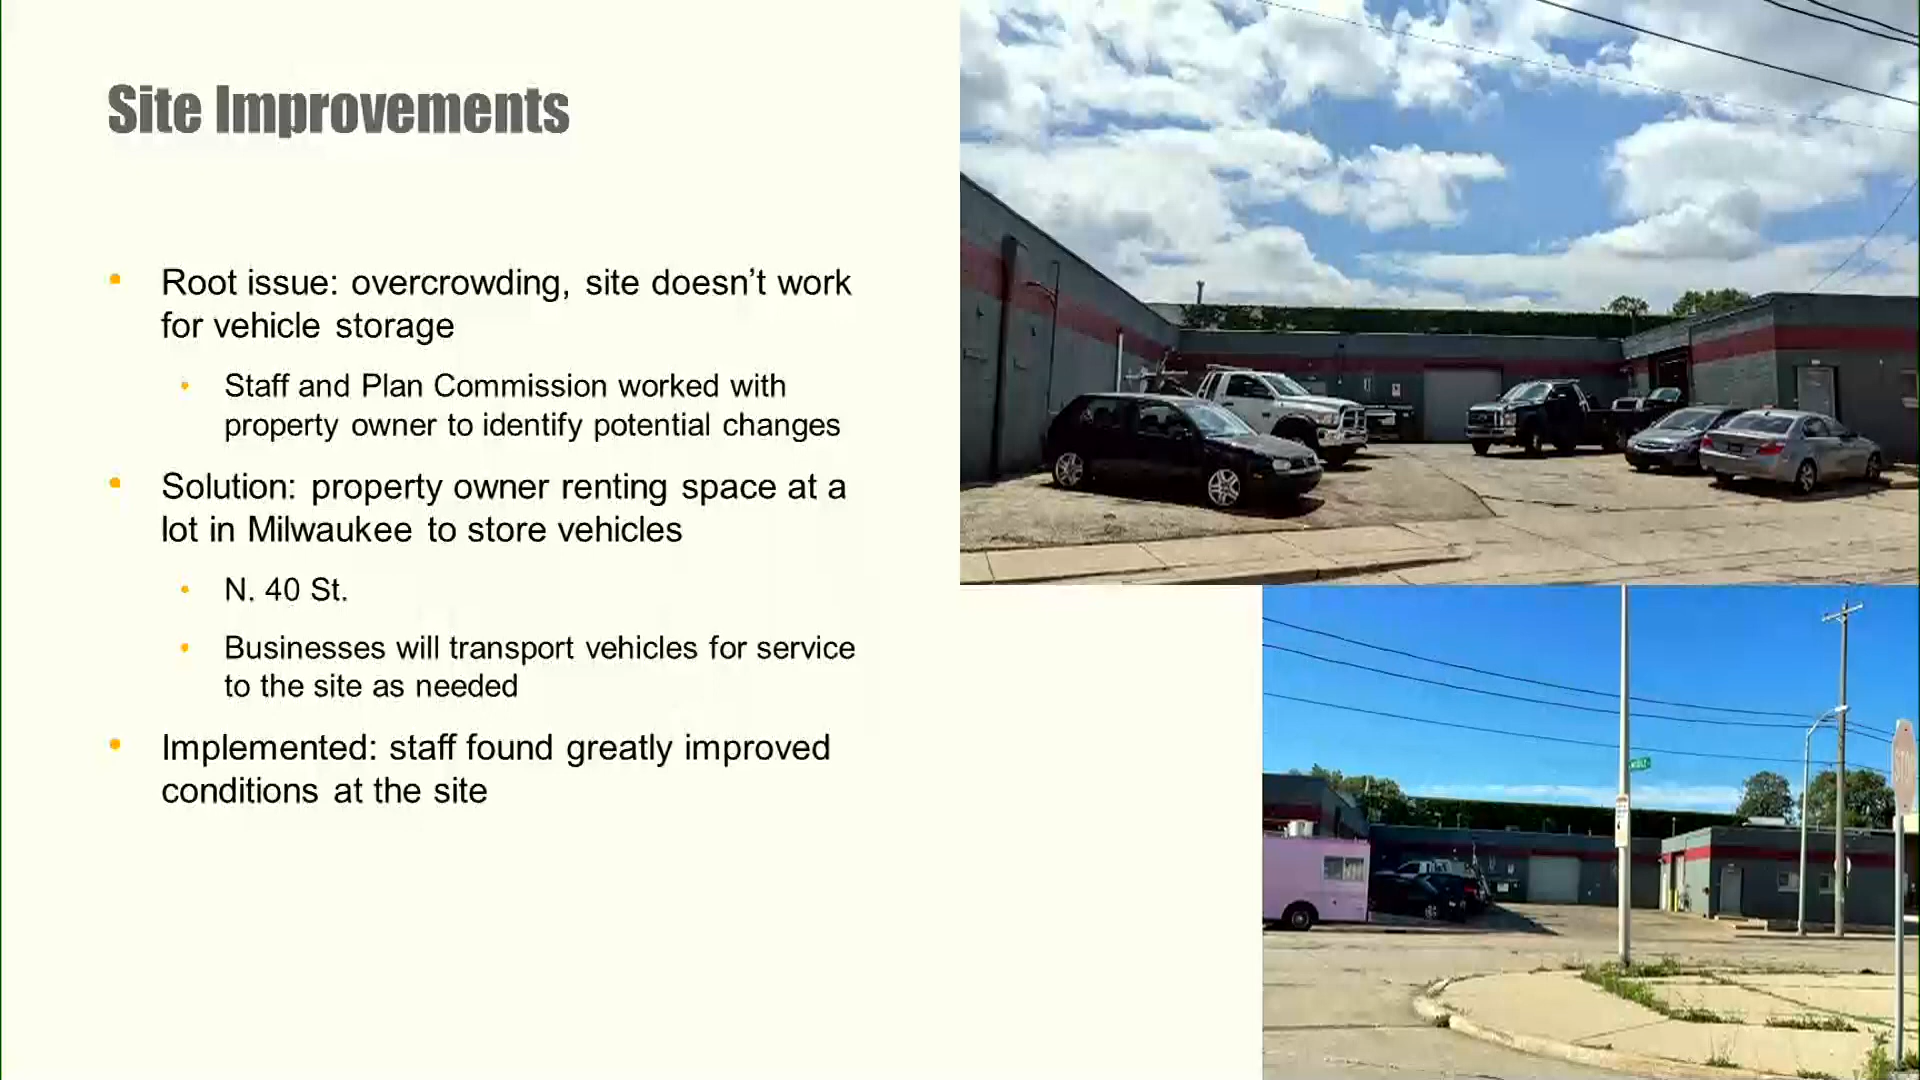 Site Improvements
• Root issue: overcrowding, site doesn't work
for vehicle storage
• Staff and Plan Commission worked with
property owner to identify potential changes
• Solution: property owner renting space at a
lot in Milwaukee to store vehicles
• N. 40 St.
• Businesses will transport vehicles for service
to the site as needed
• Implemented: staff found greatly improved
conditions at the site